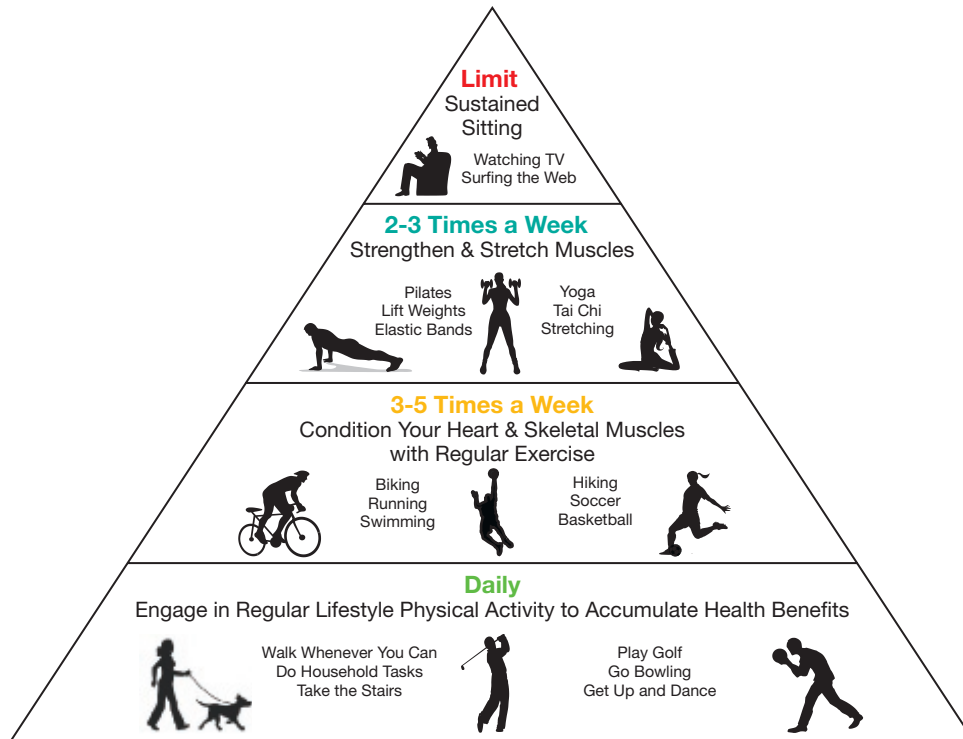 Limit
Sustained
Sitting
Watching TV
Surfing the Web
2-3 Times a Week
Strengthen & Stretch Muscles
Pilates
Lift Weights
Elastic Bands
Yoga
Tai Chi
Stretching
3-5 Times a Week
Condition Your Heart & Skeletal Muscles
with Regular Exercise
Biking
Running
Swimming
Hiking
Soccer
Basketball
Daily
Engage in Regular Lifestyle Physical Activity to Accumulate Health Benefits
Walk Whenever You Can
Do Household Tasks
Take the Stairs
Play Golf
Go Bowling
Get Up and Dance